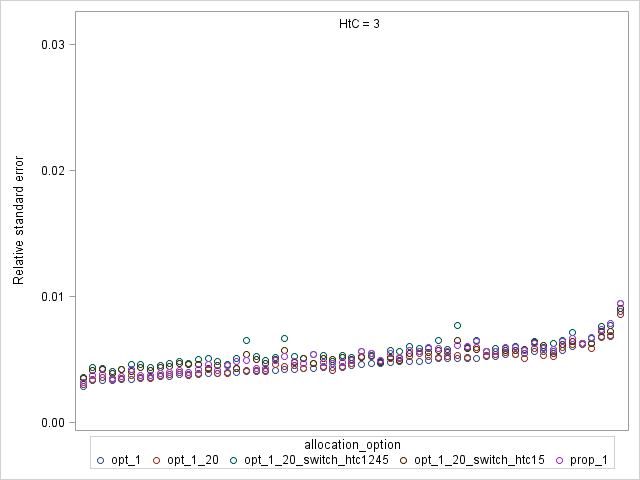 HtC = 3
0.03
0.02
0.01
0.00
Relative standard error
allocation_option
opt_1 opt_1_20 opt_1_20_switch_htc1245 opt_1_20_switch_htc15 prop_1